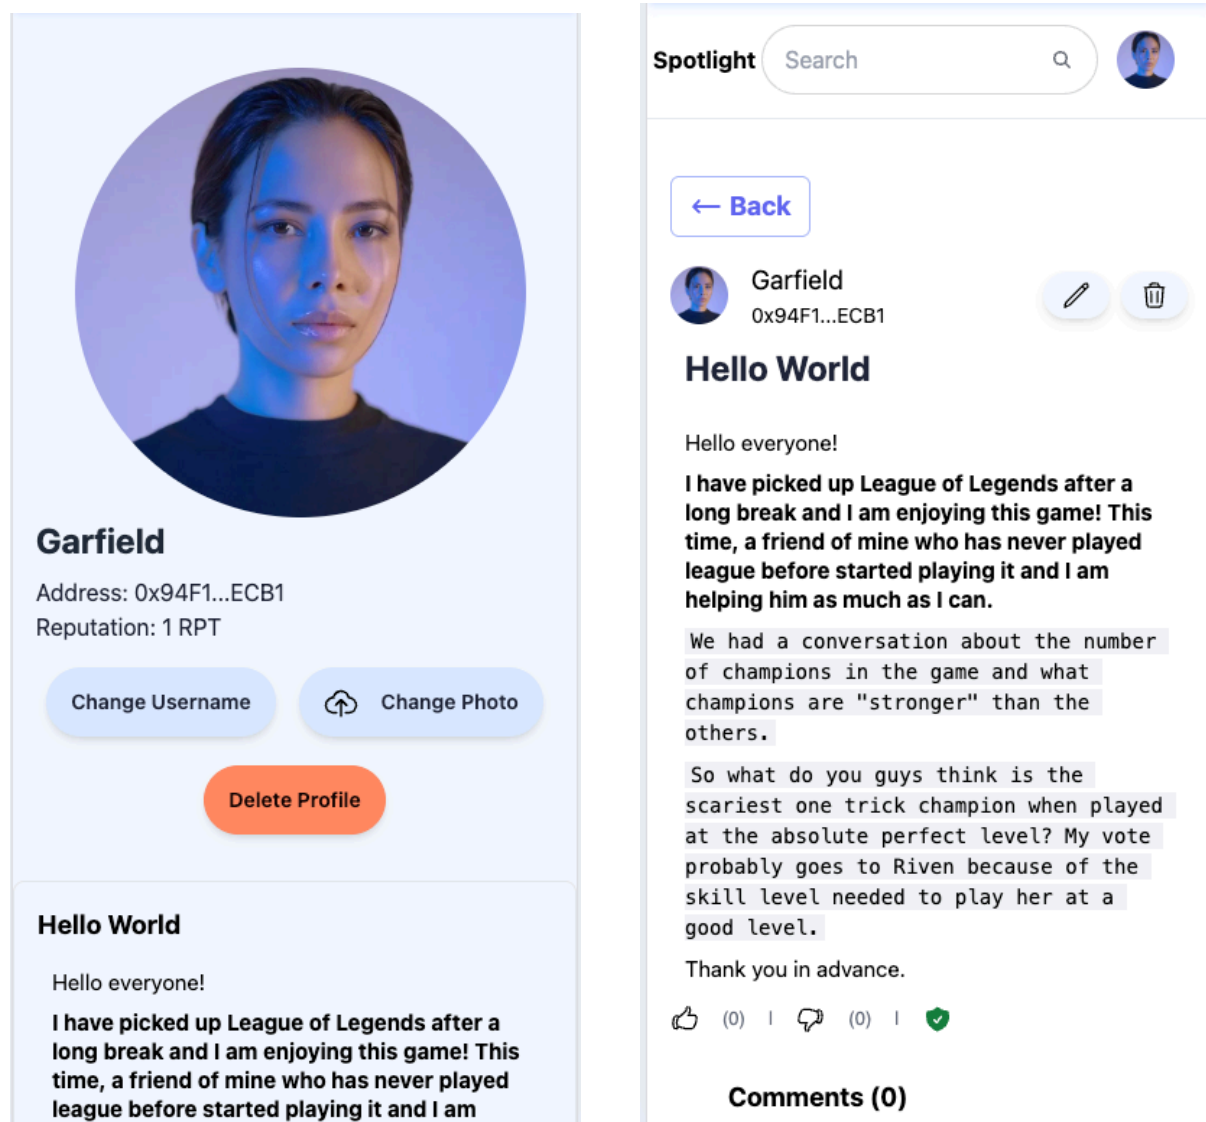 Garfield
Address: 0x94F1...ECB1
Reputation: 1 RPT
Change Username
Change Photo
Delete Profile
Hello World
Hello everyone!
I have picked up League of Legends after a
long break and I am enjoying this game! This
time, a friend of mine who has never played
league before started playing it and I am
Spotlight
Search
← Back
Garfield
0x94F1...ECB1
Hello World
Hello everyone!
I have picked up League of Legends after a
long break and I am enjoying this game! This
time, a friend of mine who has never played
league before started playing it and I am
helping him as much as I can.
We had a conversation about the number
of champions in the game and what
champions are "stronger" than the
others.
So what do you guys think is the
scariest one trick champion when played
at the absolute perfect level? My vote
probably goes to Riven because of the
skill level needed to play her at a
good level.
Thank you in advance.
(0) | (0) |
Comments (0)